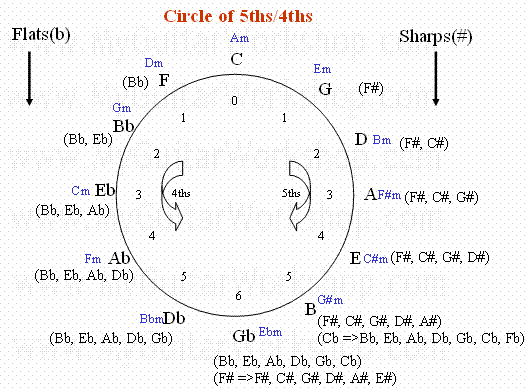 Circle of 5ths/4ths
Flats(b)
Sharps(#)
Am
C
Dm
(Bb) F
Em
G (F#)
0
1 1
Gm
Bb
(Bb, Eb)
D Bm (F#, C#)
2 2
Cm Eb
(Bb, Eb, Ab)
3 4ths 5ths 3
A F#m (F#, C#, G#)
4 4
Fm Ab
(Bb, Eb, Ab, Db)
E C#m (F#, C#, G#, D#)
5 5
6
Bbm Db
(Bb, Eb, Ab, Db, Gb)
G#m
B
(F#, C#, G#, D#, A#)
(Cb =>Bb, Eb, Ab, Db, Gb, Cb, Fb)
Gb Ebm
(Bb, Eb, Ab, Db, Gb, Cb)
(F# =>F#, C#, G#, D#, A#, E#)